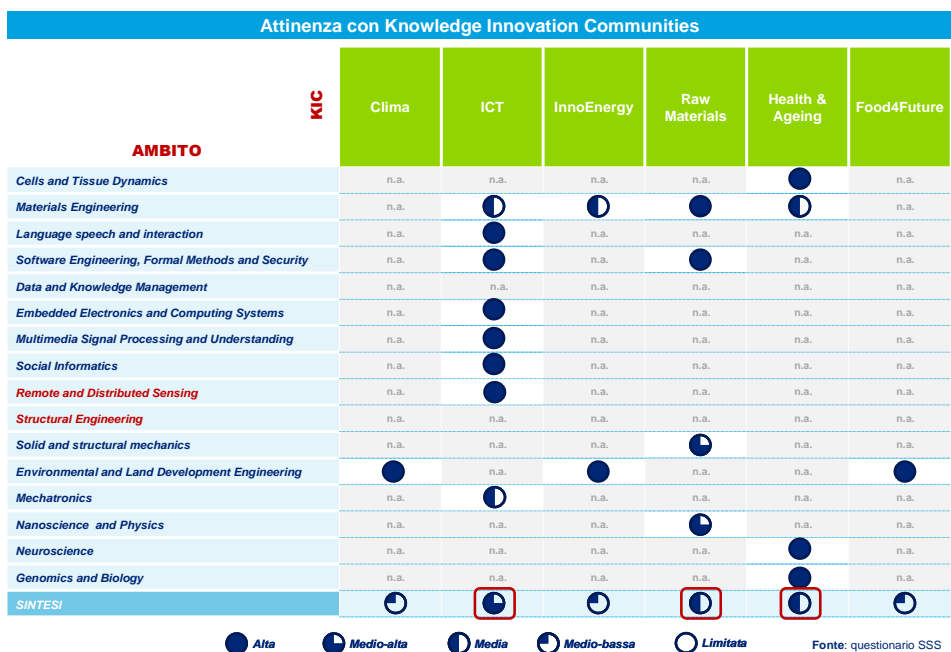 Attinenza con Knowledge Innovation Communities
KIC
AMBITO
Clima
ICT
InnoEnergy
Raw
Materials
Health &
Ageing
Food4Future
Cells and Tissue Dynamics n.a. n.a. n.a. n.a. n.a.
Materials Engineering n.a. n.a.
Language speech and interaction n.a. n.a. n.a. n.a. n.a.
Software Engineering, Formal Methods and Security n.a. n.a. n.a. n.a.
Data and Knowledge Management n.a. n.a. n.a. n.a. n.a. n.a.
Embedded Electronics and Computing Systems n.a. n.a. n.a. n.a. n.a.
Multimedia Signal Processing and Understanding n.a. n.a. n.a. n.a. n.a.
Social Informatics n.a. n.a. n.a. n.a. n.a.
Remote and Distributed Sensing n.a. n.a. n.a. n.a. n.a.
Structural Engineering n.a. n.a. n.a. n.a. n.a. n.a.
Solid and structural mechanics n.a. n.a. n.a. n.a. n.a.
Environmental and Land Development Engineering n.a. n.a. n.a.
Mechatronics n.a. n.a. n.a. n.a. n.a.
Nanoscience and Physics n.a. n.a. n.a. n.a. n.a.
Neuroscience n.a. n.a. n.a. n.a. n.a.
Genomics and Biology n.a. n.a. n.a. n.a. n.a.
SINTESI
Alta Medio-alta Media Medio-bassa Limitata Fonte: questionario SSS